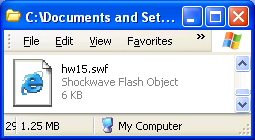 C:\Documents and Set...
File Edit View Favorites »
hw15.swf
Shockwave Flash Object
6 KB
29 1.25 MB My Computer